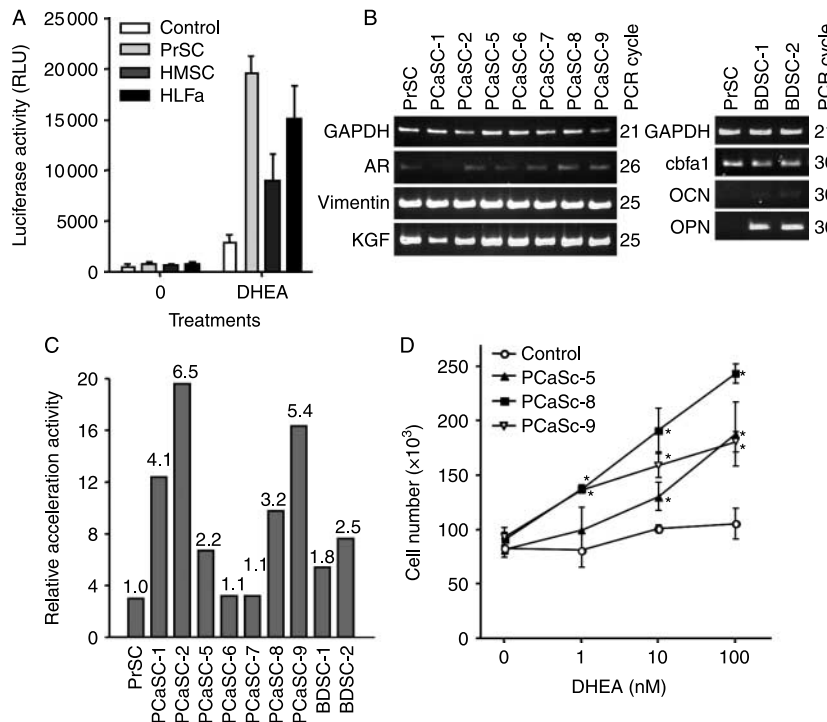 A
Luciferase activity (RLU)
25 000
20 000
15 000
10 000
5000
0
Control
PrSC
HMSC
HLFa
0
DHEA
Treatments
B
PrSC
PCaSC-1
PCaSC-2
PCaSC-5
PCaSC-6
PCaSC-7
PCaSC-8
PCaSC-9
PCR cycle
GAPDH
21
AR
26
Vimentin
25
KGF
25
PrSC
BDSC-1
BDSC-2
PCR cycle
GAPDH
21
cbfa1
30
OCN
30
OPN
30
C
Relative acceleration activity
20
16
12
8
4
0
1.0
4.1
6.5
2.2
1.1
1.1
3.2
5.4
1.8
2.5
PrSC
PCaSC-1
PCaSC-2
PCaSC-5
PCaSC-6
PCaSC-7
PCaSC-8
PCaSC-9
BDSC-1
BDSC-2
D
Cell number (×10³)
250
200
150
100
50
0
Control
PCaSc-5
PCaSc-8
PCaSc-9
*
*
*
*
*
*
*
*
0
1
10
100
DHEA (nM)